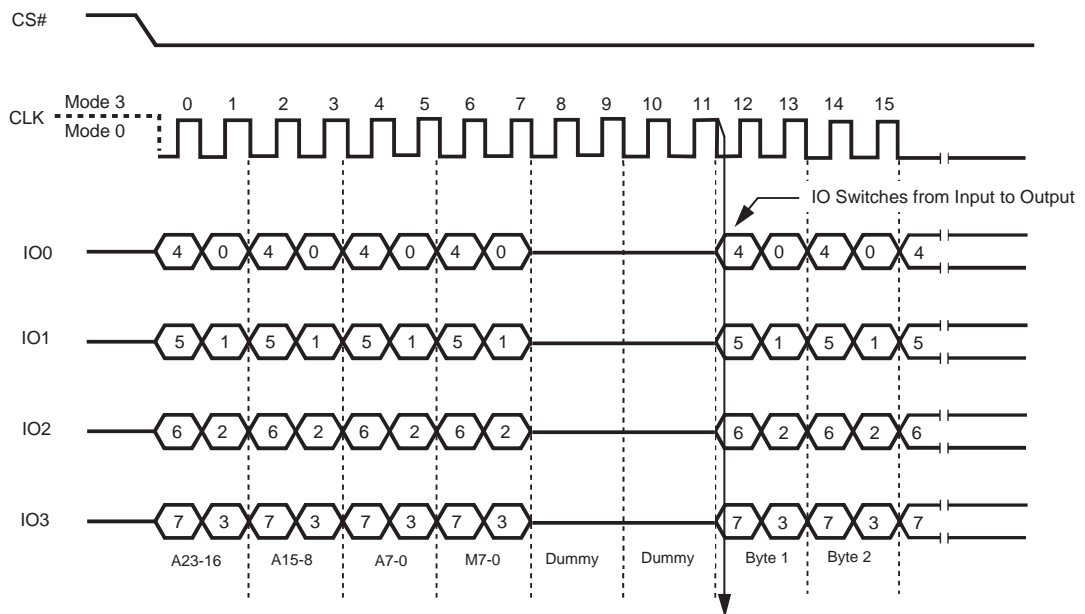 CS#
Mode 3
CLK
Mode 0
0 1 2 3 4 5 6 7 8 9 10 11 12 13 14 15
IO Switches from Input to Output
IO0 4 0 4 0 4 0 4 0 4 0 4 0 4
IO1 5 1 5 1 5 1 5 1 5 1 5 1 5
IO2 6 2 6 2 6 2 6 2 6 2 6 2 6
IO3 7 3 7 3 7 3 7 3 7 3 7 3 7
A23-16 A15-8 A7-0 M7-0 Dummy Dummy Byte 1 Byte 2